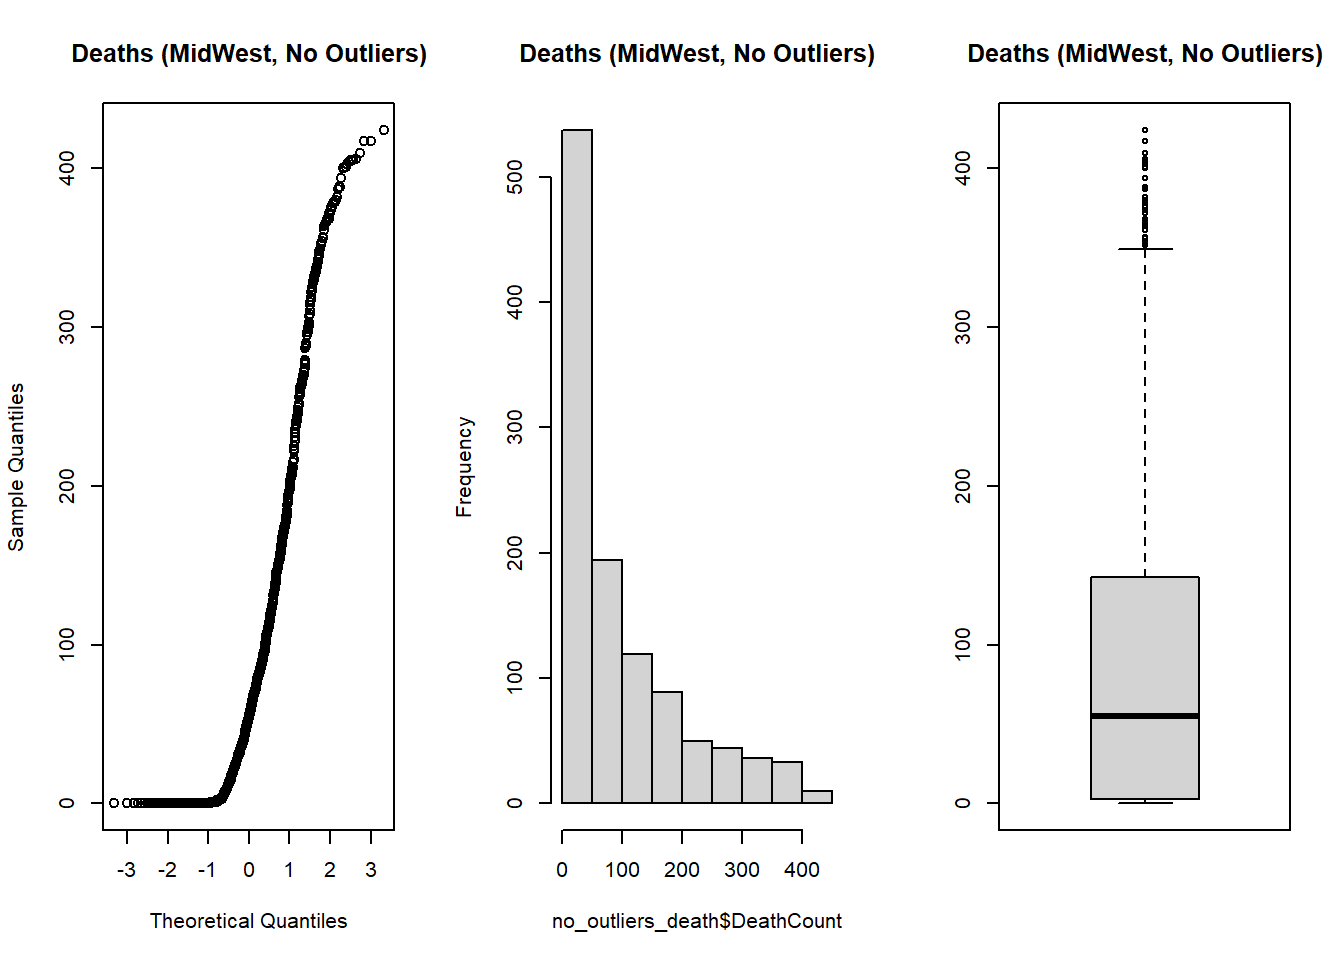 Deaths (MidWest, No Outliers)
Sample Quantiles
400
300
200
100
0
-3 -2 -1 0 1 2 3
Theoretical Quantiles
Deaths (MidWest, No Outliers)
Frequency
500
400
300
200
100
0
0 100 200 300 400
no_outliers_death$DeathCount
Deaths (MidWest, No Outliers)
400
300
200
100
0